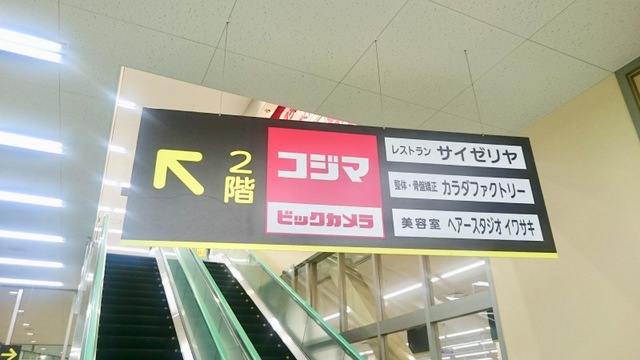 2階
コジマ
ビックカメラ
レストラン サイゼリヤ
整体・骨盤矯正 カラダファクトリー
美容室 ヘアースタジオ イワサキ